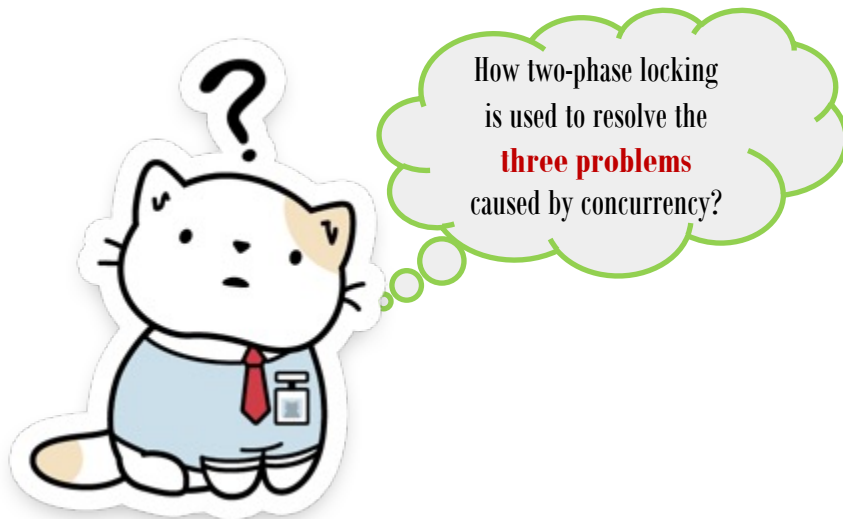 ?
How two-phase locking
is used to resolve the
three problems
caused by concurrency?